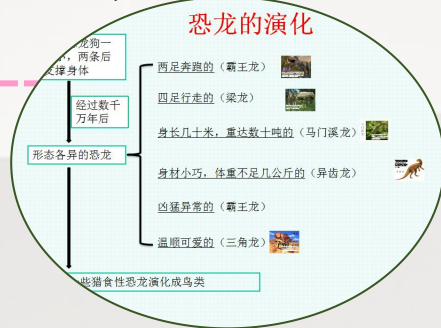 恐龙的演化
龙狗一
，两条后
支撑身体
经过数千
万年后
形态各异的恐龙
两足奔跑的（霸王龙）
四足行走的（梁龙）
身长几十米，重达数十吨的（马门溪龙）
身材小巧，体重不足几公斤的（异齿龙）
凶猛异常的（霸王龙）
温顺可爱的（三角龙）
些猎食性恐龙演化成鸟类